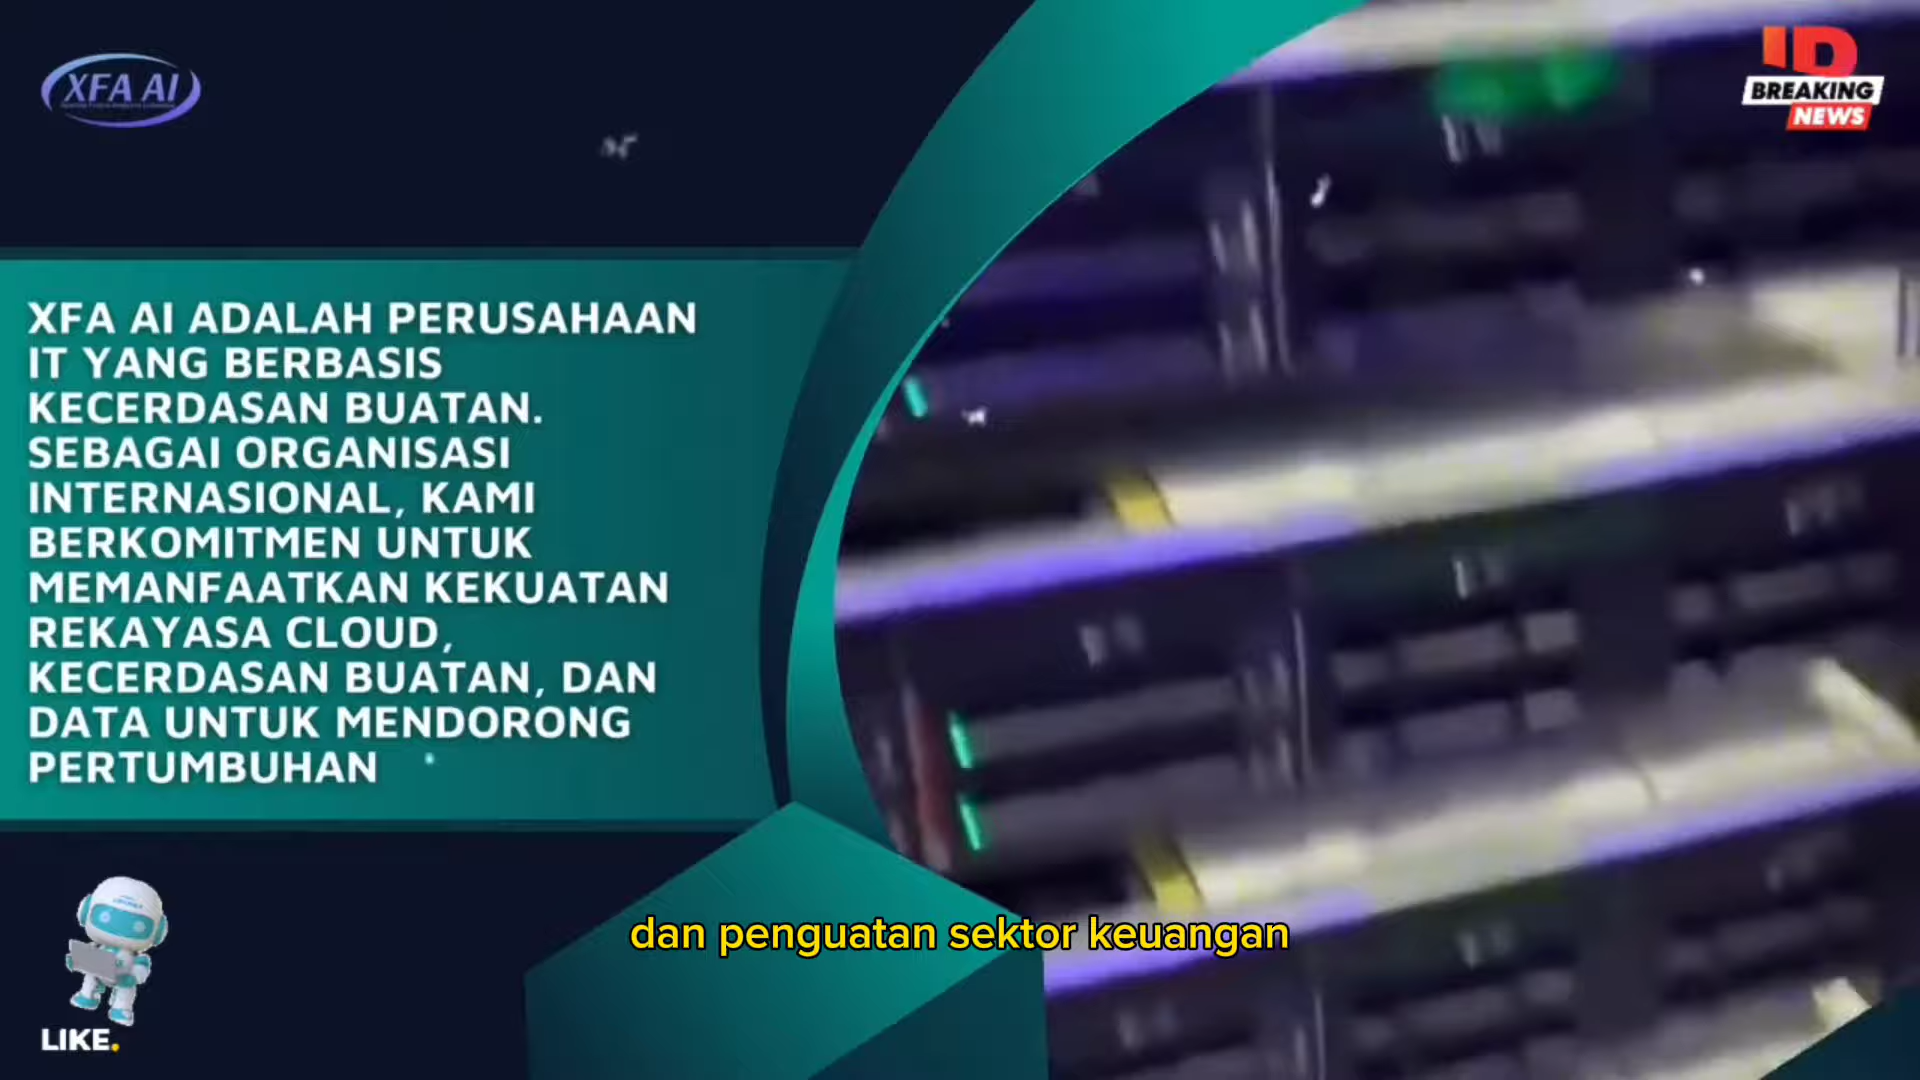 XFA AI
ID
BREAKING
NEWS
XFA AI ADALAH PERUSAHAAN
IT YANG BERBASIS
KECERDASAN BUATAN.
SEBAGAI ORGANISASI
INTERNASIONAL, KAMI
BERKOMITMEN UNTUK
MEMANFAATKAN KEKUATAN
REKAYASA CLOUD,
KECERDASAN BUATAN, DAN
DATA UNTUK MENDORONG
PERTUMBUHAN
dan penguatan sektor keuangan
LIKE.